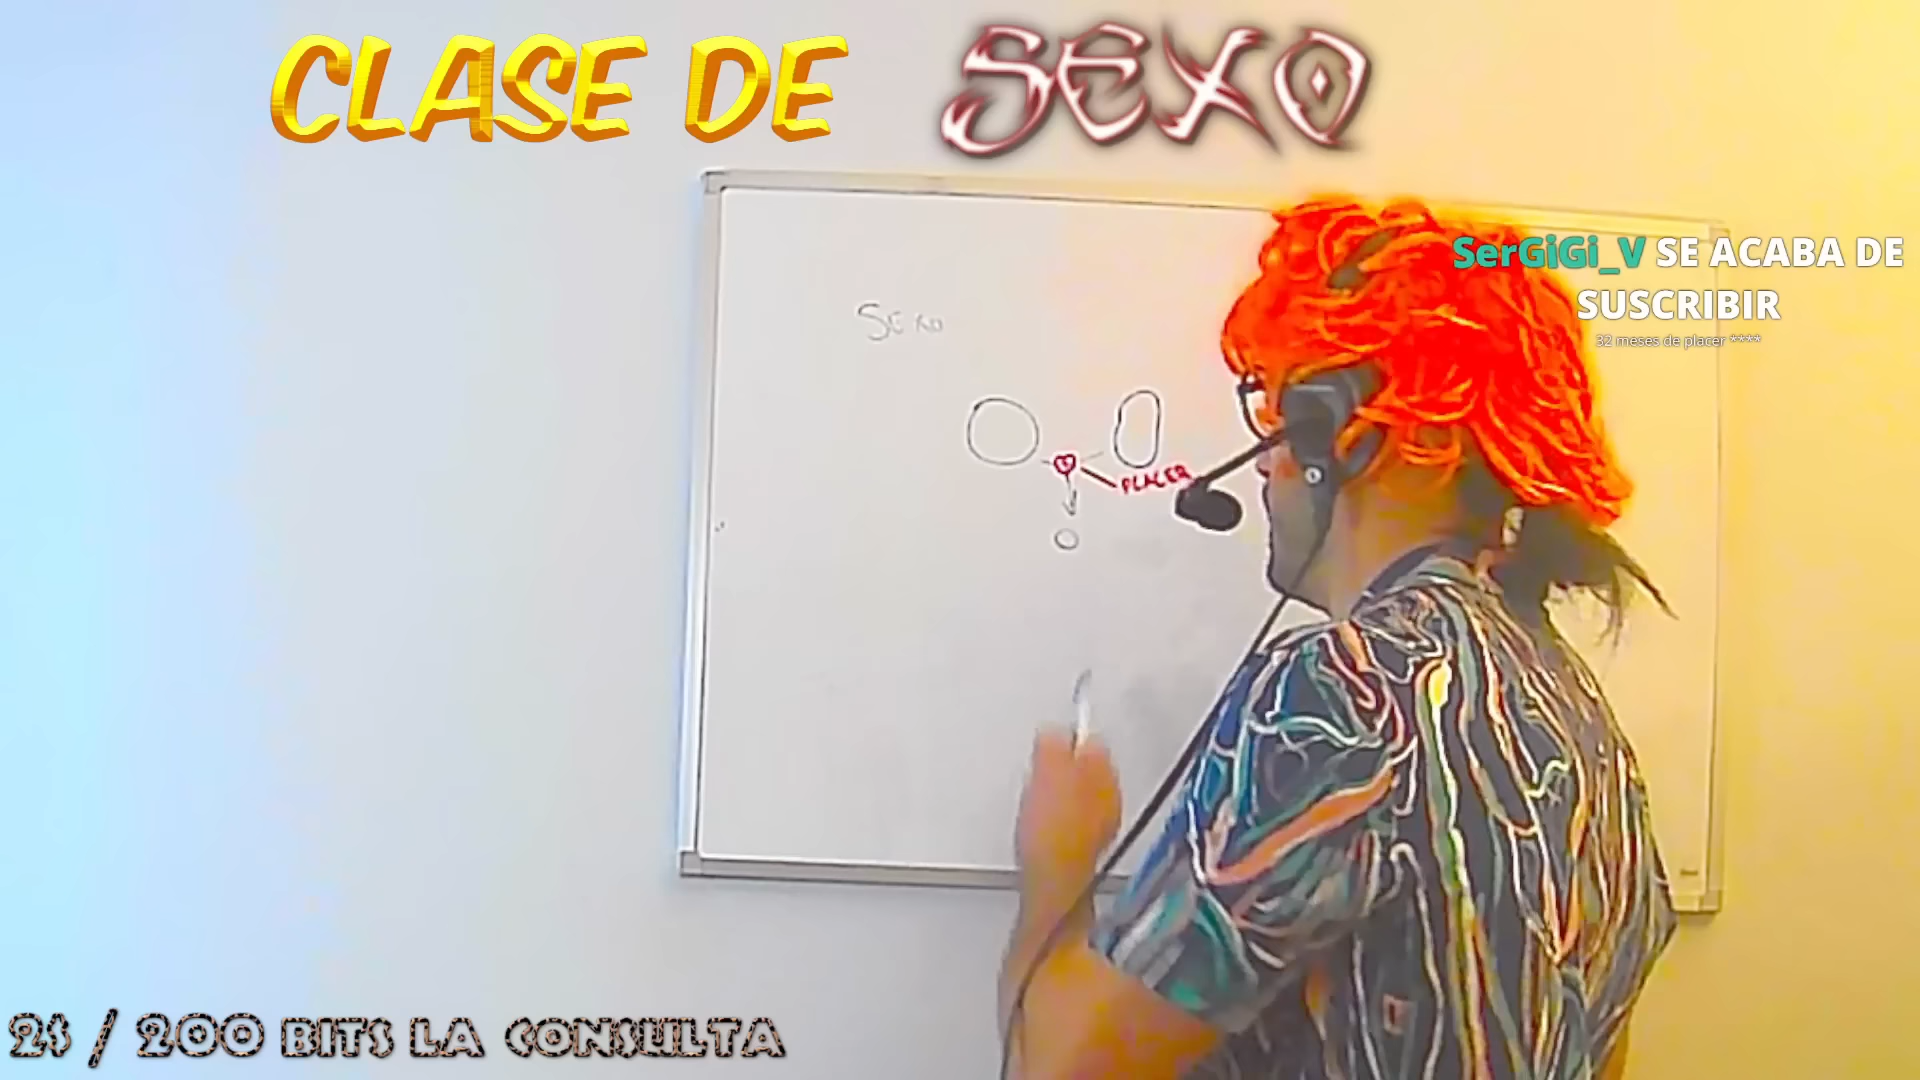 CLASE DE SEXO
SerGiGi_V SE ACABA DE
SUSCRIBIR
32 meses de placer ****
SEXO
PLACER
2$ / 200 BITS LA CONSULTA